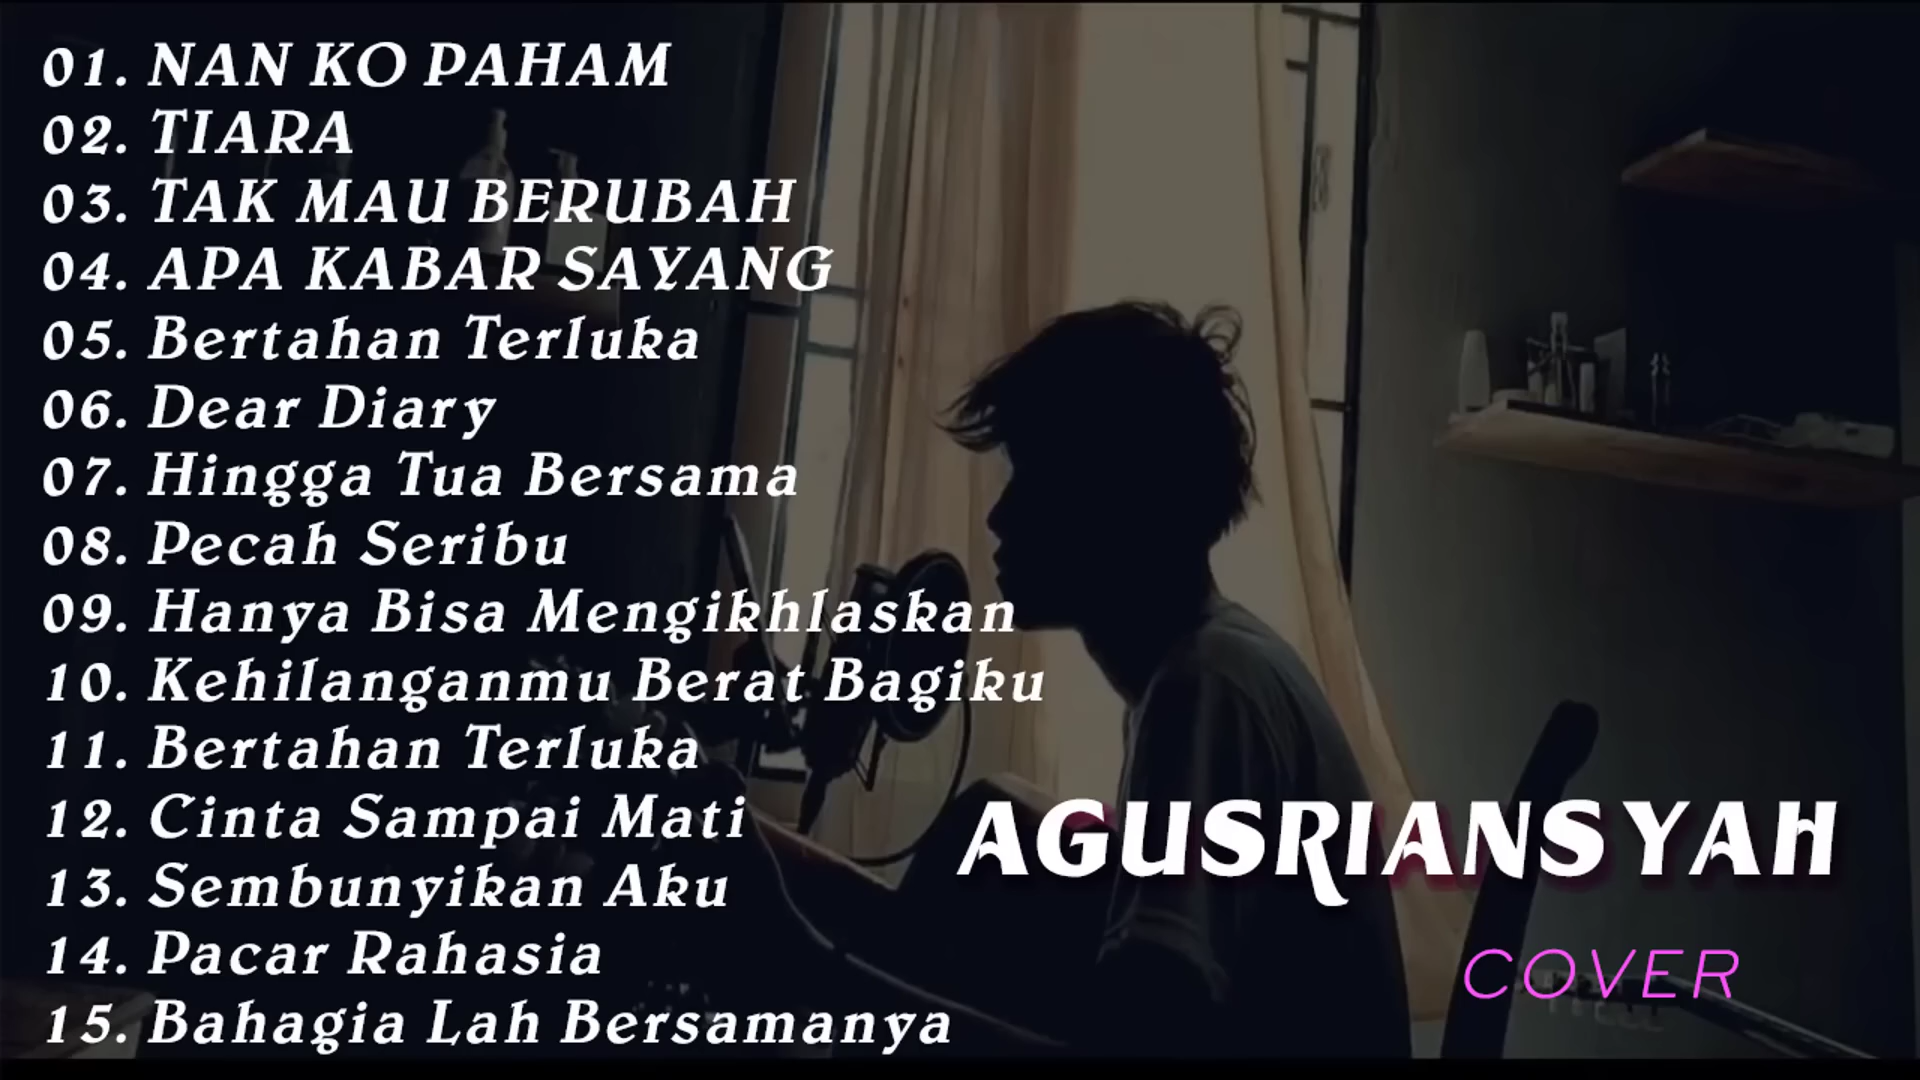 01. NAN KO PAHAM
02. TIARA
03. TAK MAU BERUBAH
04. APA KABAR SAYANG
05. Bertahan Terluka
06. Dear Diary
07. Hingga Tua Bersama
08. Pecah Seribu
09. Hanya Bisa Mengikhlaskan
10. Kehilanganmu Berat Bagiku
11. Bertahan Terluka
12. Cinta Sampai Mati
13. Sembunyikan Aku
14. Pacar Rahasia
15. Bahagia Lah Bersamanya
AGUSRIANSYAH
COVER